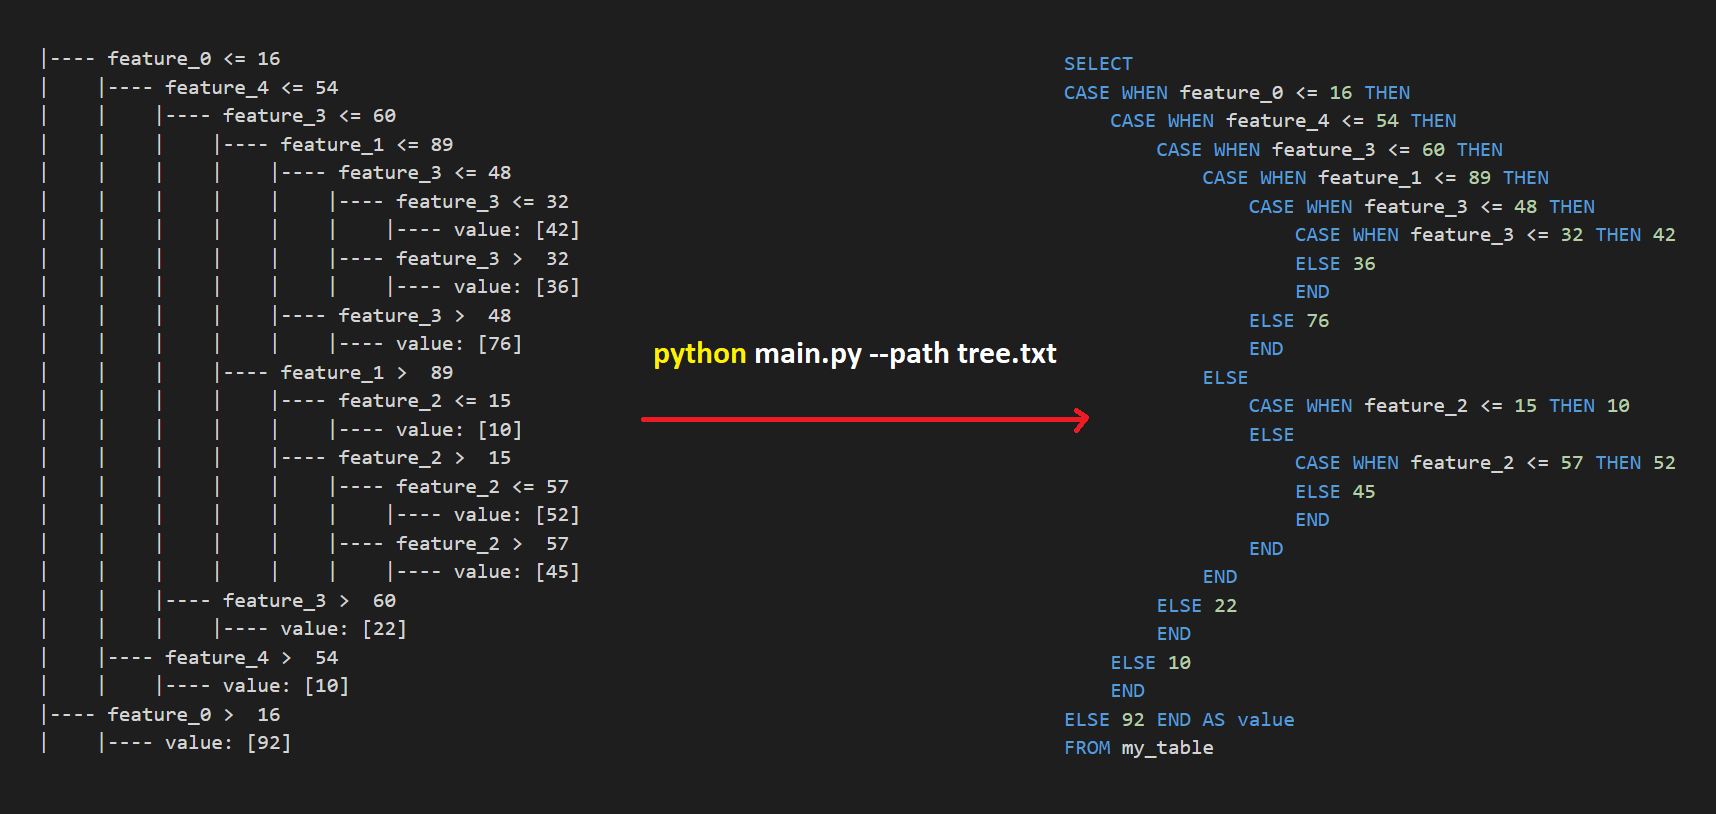 |---- feature_0 <= 16
|    |---- feature_4 <= 54
|    |    |---- feature_3 <= 60
|    |    |    |---- feature_1 <= 89
|    |    |    |    |---- feature_3 <= 48
|    |    |    |    |    |---- feature_3 <= 32
|    |    |    |    |    |    |---- value: [42]
|    |    |    |    |    |---- feature_3 >  32
|    |    |    |    |    |    |---- value: [36]
|    |    |    |    |---- feature_3 >  48
|    |    |    |    |    |---- value: [76]
|    |    |    |---- feature_1 >  89
|    |    |    |    |---- feature_2 <= 15
|    |    |    |    |    |---- value: [10]
|    |    |    |    |---- feature_2 >  15
|    |    |    |    |    |---- feature_2 <= 57
|    |    |    |    |    |    |---- value: [52]
|    |    |    |    |    |---- feature_2 >  57
|    |    |    |    |    |    |---- value: [45]
|    |    |---- feature_3 >  60
|    |    |    |---- value: [22]
|    |---- feature_4 >  54
|    |    |---- value: [10]
|---- feature_0 >  16
|    |---- value: [92]
python main.py --path tree.txt
SELECT
CASE WHEN feature_0 <= 16 THEN
    CASE WHEN feature_4 <= 54 THEN
        CASE WHEN feature_3 <= 60 THEN
            CASE WHEN feature_1 <= 89 THEN
                CASE WHEN feature_3 <= 48 THEN
                    CASE WHEN feature_3 <= 32 THEN 42
                    ELSE 36
                    END
                ELSE 76
                END
            ELSE
                CASE WHEN feature_2 <= 15 THEN 10
                ELSE
                    CASE WHEN feature_2 <= 57 THEN 52
                    ELSE 45
                    END
                END
            END
        ELSE 22
        END
    ELSE 10
    END
ELSE 92 END AS value
FROM my_table